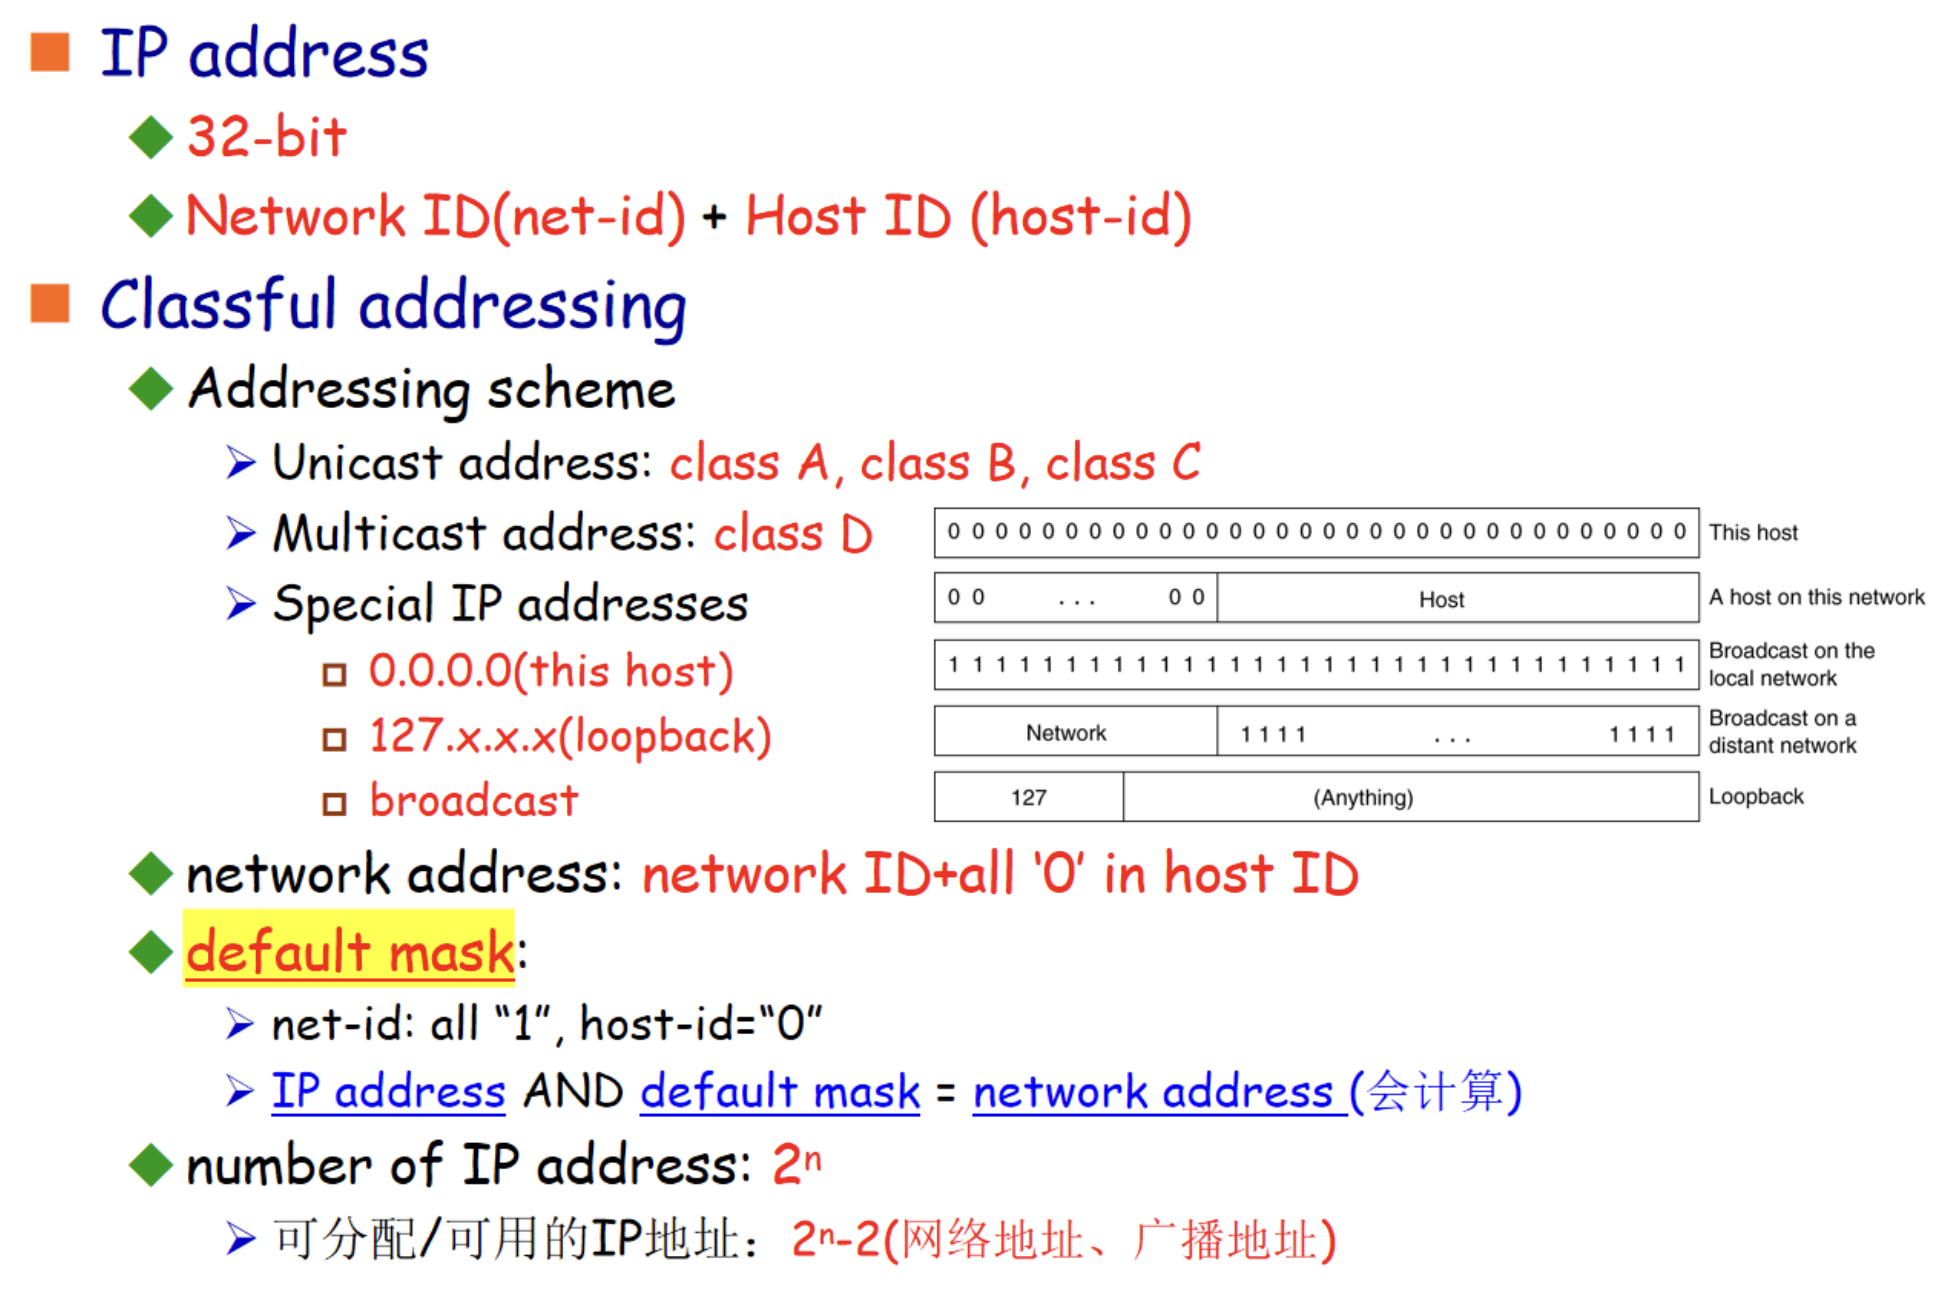 IP address
32-bit
Network ID(net-id) + Host ID (host-id)
Classful addressing
Addressing scheme
Unicast address: class A, class B, class C
Multicast address: class D
Special IP addresses
0.0.0.0(this host)
127.x.x.x(loopback)
broadcast
0 0 0 0 0 0 0 0 0 0 0 0 0 0 0 0 0 0 0 0 0 0 0 0 0 0 0 0 0 0 0 0 This host
0 0 ... 0 0 Host A host on this network
1 1 1 1 1 1 1 1 1 1 1 1 1 1 1 1 1 1 1 1 1 1 1 1 1 1 1 1 1 1 1 1 Broadcast on the
local network
Network 1 1 1 1 ... 1 1 1 1 Broadcast on a
distant network
127 (Anything) Loopback
network address: network ID+all ‘0’ in host ID
default mask:
net-id: all “1”, host-id=“0”
IP address AND default mask = network address (会计算)
number of IP address: 2ⁿ
可分配/可用的IP地址：2ⁿ-2(网络地址、广播地址)